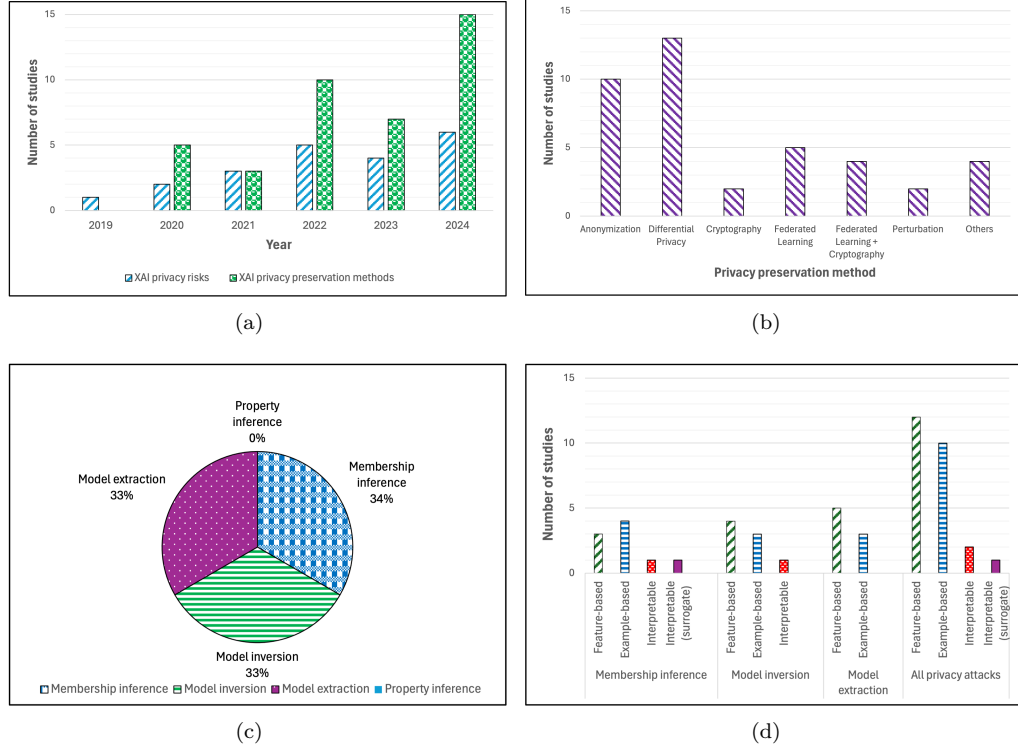 15
10
5
0
Number of studies
2019 2020 2021 2022 2023 2024
Year
XAI privacy risks XAI privacy preservation methods
(a)
15
10
5
0
Number of studies
Anonymization Differential Privacy Cryptography Federated Learning Federated Learning + Cryptography Perturbation Others
Privacy preservation method
(b)
Property
inference
0%
Membership
inference
34%
Model extraction
33%
Model inversion
33%
Membership inference Model inversion Model extraction Property inference
(c)
15
10
5
0
Number of studies
Feature-based
Example-based
Interpretable
Interpretable
(surrogate)
Feature-based
Example-based
Interpretable
Feature-based
Example-based
Feature-based
Example-based
Interpretable
Interpretable
(surrogate)
Membership inference Model inversion Model extraction All privacy attacks
(d)